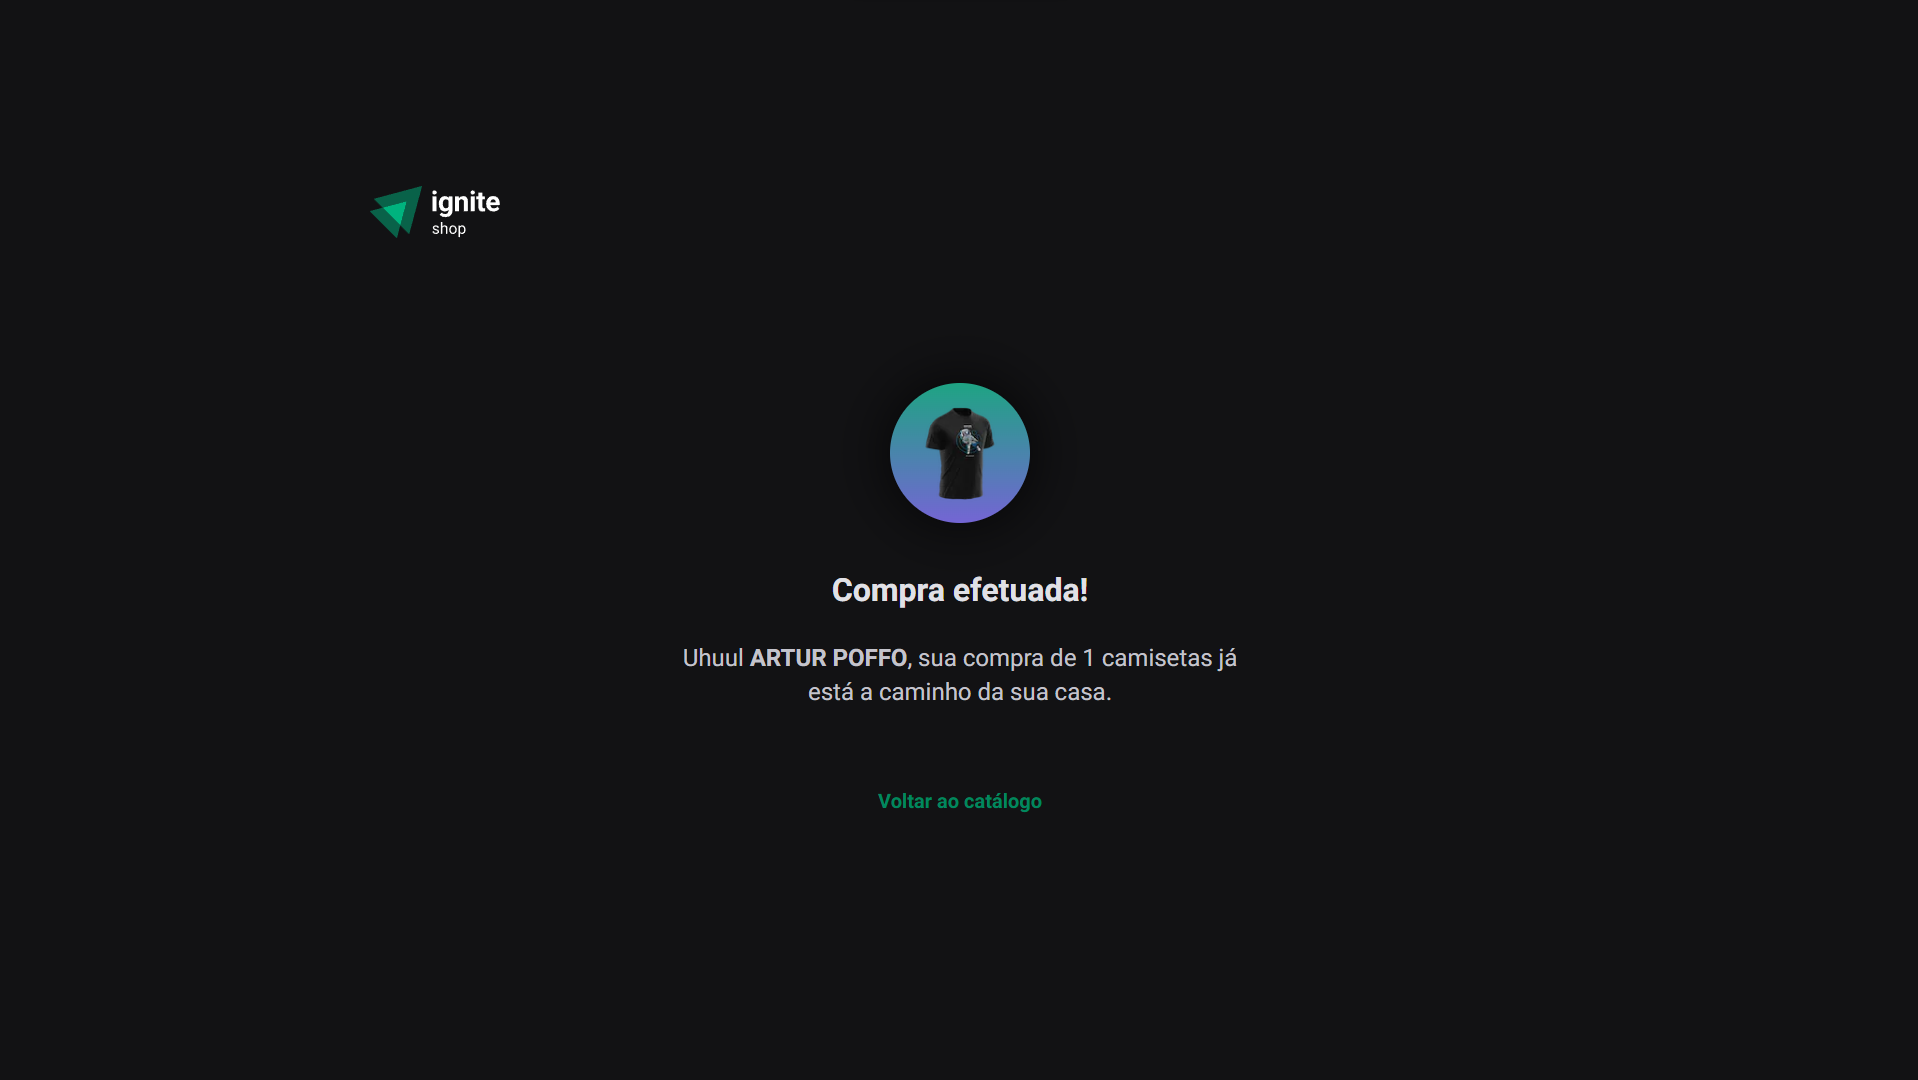 ignite
shop
Compra efetuada!
Uhuul ARTUR POFFO, sua compra de 1 camisetas já
está a caminho da sua casa.
Voltar ao catálogo